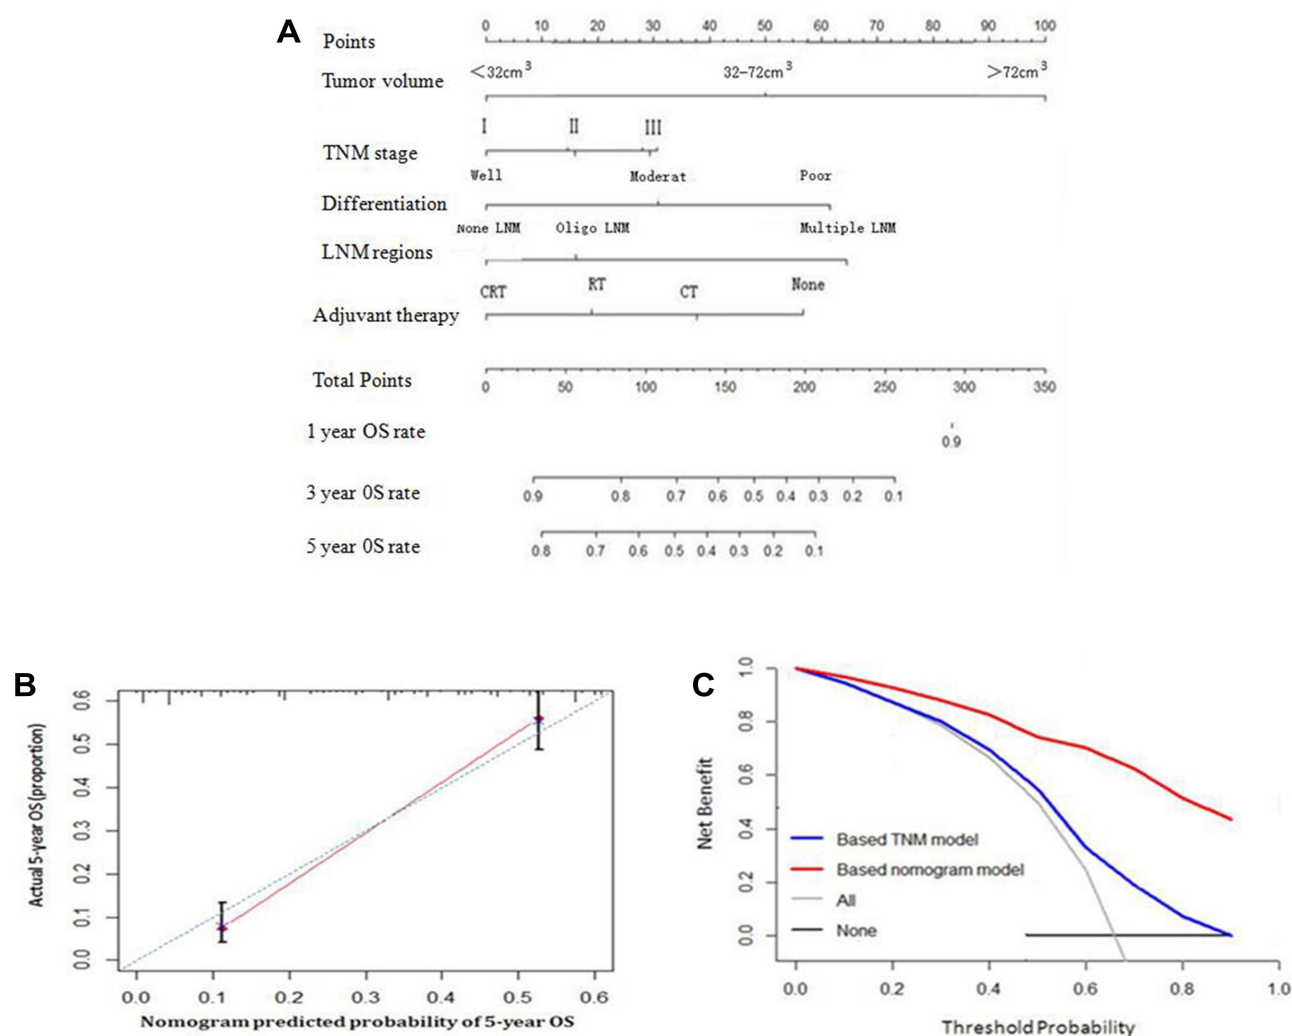 A
Points
0 10 20 30 40 50 60 70 80 90 100
Tumor volume
<32cm3 32-72cm3 >72cm3
I II III
TNM stage
Well Moderat Poor
Differentiation
None LNM Oligo LNM Multiple LNM
LNM regions
CRT RT CT None
Adjuvant therapy
Total Points
0 50 100 150 200 250 300 350
1 year OS rate
0.9
3 year 0S rate
0.9 0.8 0.7 0.6 0.5 0.4 0.3 0.2 0.1
5 year 0S rate
0.8 0.7 0.6 0.5 0.4 0.3 0.2 0.1
B
Actual 5-year OS(proportion)
0.6
0.5
0.4
0.3
0.2
0.1
0.0
0.0 0.1 0.2 0.3 0.4 0.5 0.6
Nomogram predicted probability of 5-year OS
C
Net Benefit
1.0
0.8
0.6
0.4
0.2
0.0
Based TNM model
Based nomogram model
All
None
0.0 0.2 0.4 0.6 0.8 1.0
Threshold Probability